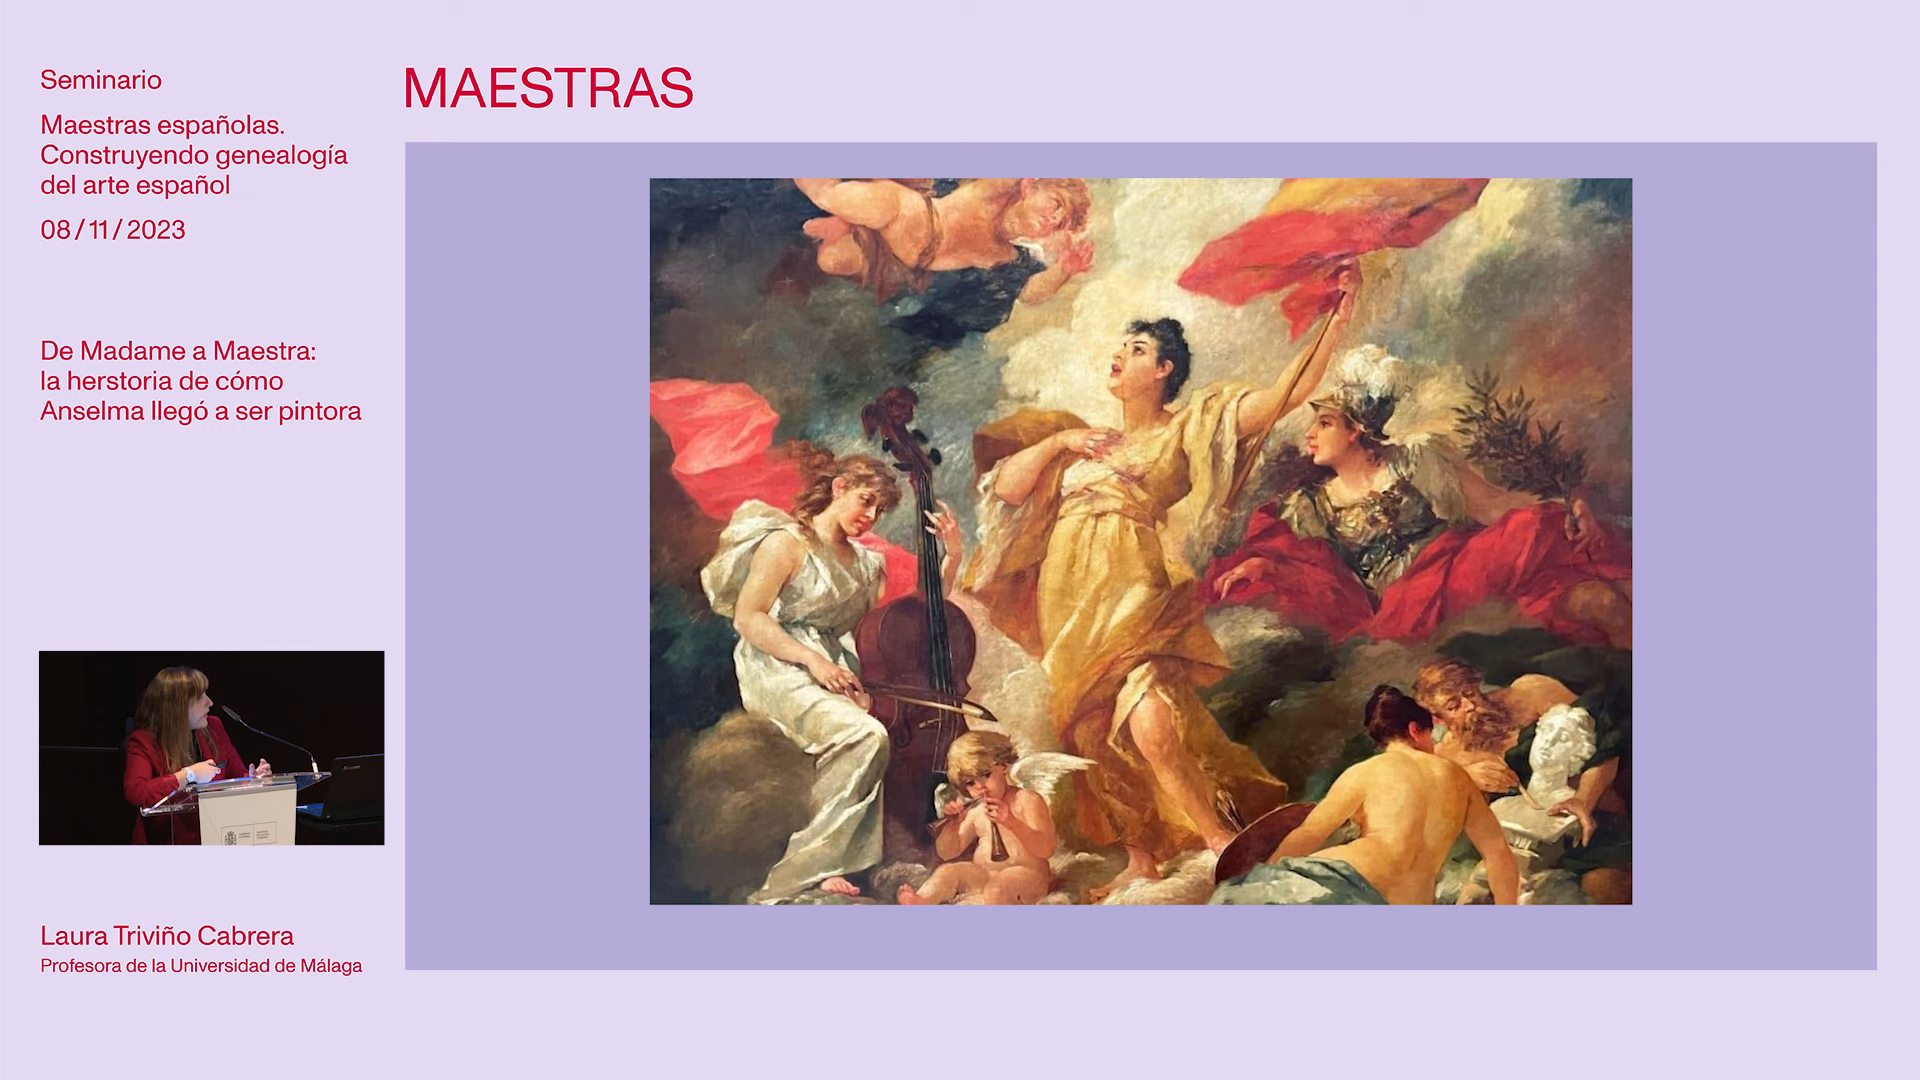 Seminario
Maestras españolas.
Construyendo genealogía
del arte español
08/11/2023
De Madame a Maestra:
la herstoria de cómo
Anselma llegó a ser pintora
Laura Triviño Cabrera
Profesora de la Universidad de Málaga
MAESTRAS